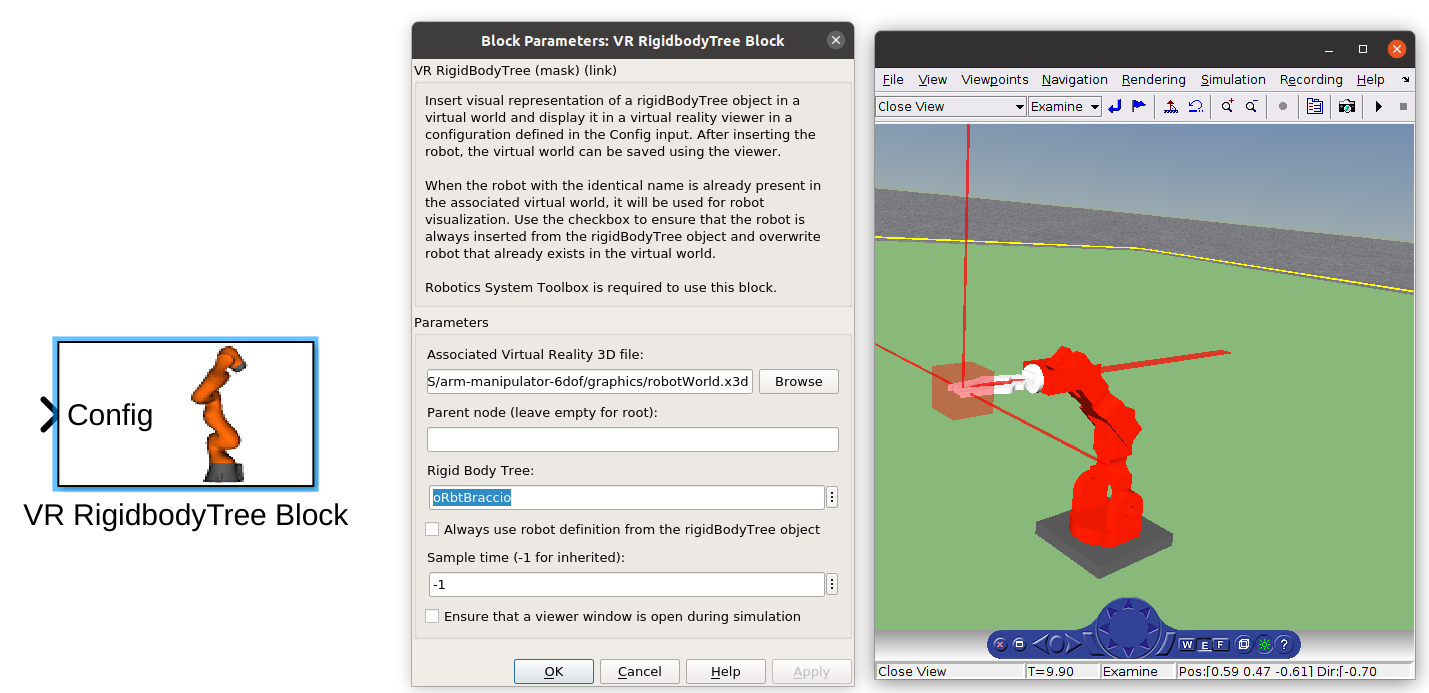 Config
VR RigidbodyTree Block
Block Parameters: VR RigidbodyTree Block
VR RigidBodyTree (mask) (link)
Insert visual representation of a rigidBodyTree object in a
virtual world and display it in a virtual reality viewer in a
configuration defined in the Config input. After inserting the
robot, the virtual world can be saved using the viewer.
When the robot with the identical name is already present in
the associated virtual world, it will be used for robot
visualization. Use the checkbox to ensure that the robot is
always inserted from the rigidBodyTree object and overwrite
robot that already exists in the virtual world.
Robotics System Toolbox is required to use this block.
Parameters
Associated Virtual Reality 3D file:
S/arm-manipulator-6dof/graphics/robotWorld.x3d
Browse
Parent node (leave empty for root):
Rigid Body Tree:
oRbtBraccio
Always use robot definition from the rigidBodyTree object
Sample time (-1 for inherited):
-1
Ensure that a viewer window is open during simulation
OK Cancel Help Apply
File View Viewpoints Navigation Rendering Simulation Recording Help
Close View Examine
W E F ?
Close View T=9.90 Examine Pos:[0.59 0.47 -0.61] Dir:[-0.70